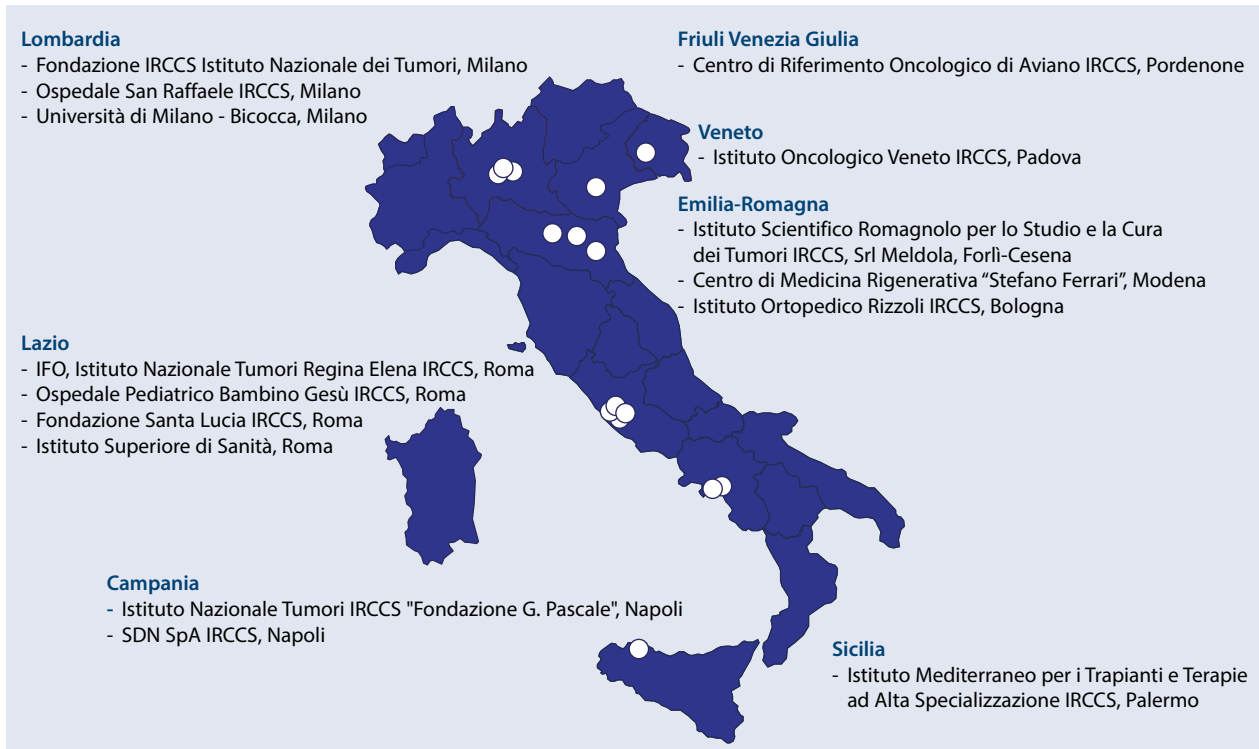 Lombardia
- Fondazione IRCCS Istituto Nazionale dei Tumori, Milano
- Ospedale San Raffaele IRCCS, Milano
- Università di Milano - Bicocca, Milano
Friuli Venezia Giulia
- Centro di Riferimento Oncologico di Aviano IRCCS, Pordenone
Veneto
- Istituto Oncologico Veneto IRCCS, Padova
Emilia-Romagna
- Istituto Scientifico Romagnolo per lo Studio e la Cura
dei Tumori IRCCS, Srl Meldola, Forlì-Cesena
- Centro di Medicina Rigenerativa “Stefano Ferrari”, Modena
- Istituto Ortopedico Rizzoli IRCCS, Bologna
Lazio
- IFO, Istituto Nazionale Tumori Regina Elena IRCCS, Roma
- Ospedale Pediatrico Bambino Gesù IRCCS, Roma
- Fondazione Santa Lucia IRCCS, Roma
- Istituto Superiore di Sanità, Roma
Campania
- Istituto Nazionale Tumori IRCCS "Fondazione G. Pascale", Napoli
- SDN SpA IRCCS, Napoli
Sicilia
- Istituto Mediterraneo per i Trapianti e Terapie
ad Alta Specializzazione IRCCS, Palermo